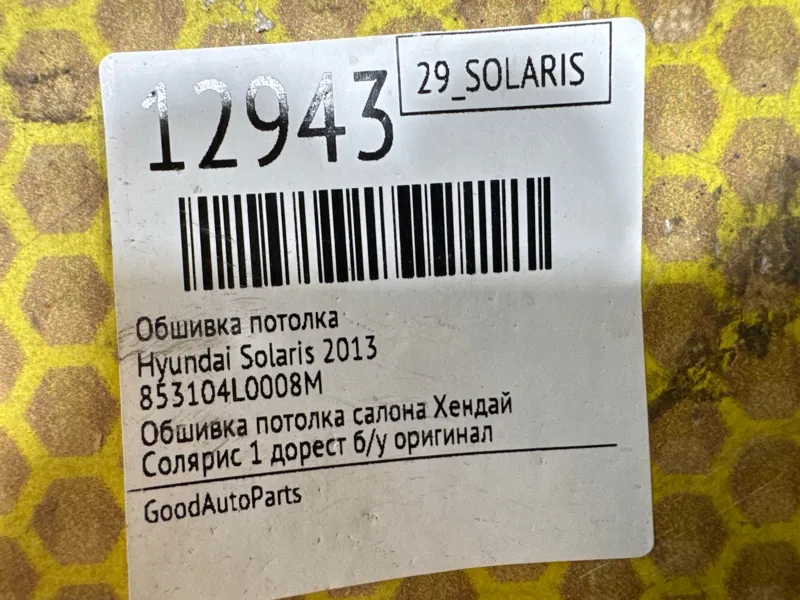 12943
29_SOLARIS
Обшивка потолка
Hyundai Solaris 2013
853104L0008M
Обшивка потолка салона Хендай
Солярис 1 дорест б/у оригинал
GoodAutoParts